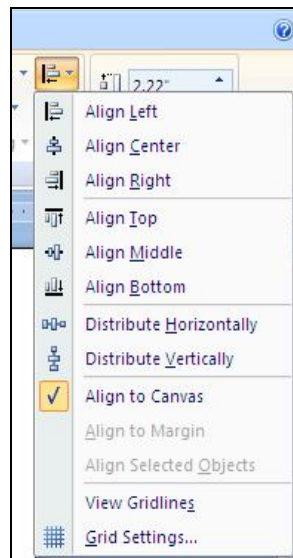 2.22"
Align Left
Align Center
Align Right
Align Top
Align Middle
Align Bottom
Distribute Horizontally
Distribute Vertically
Align to Canvas
Align to Margin
Align Selected Objects
View Gridlines
Grid Settings...